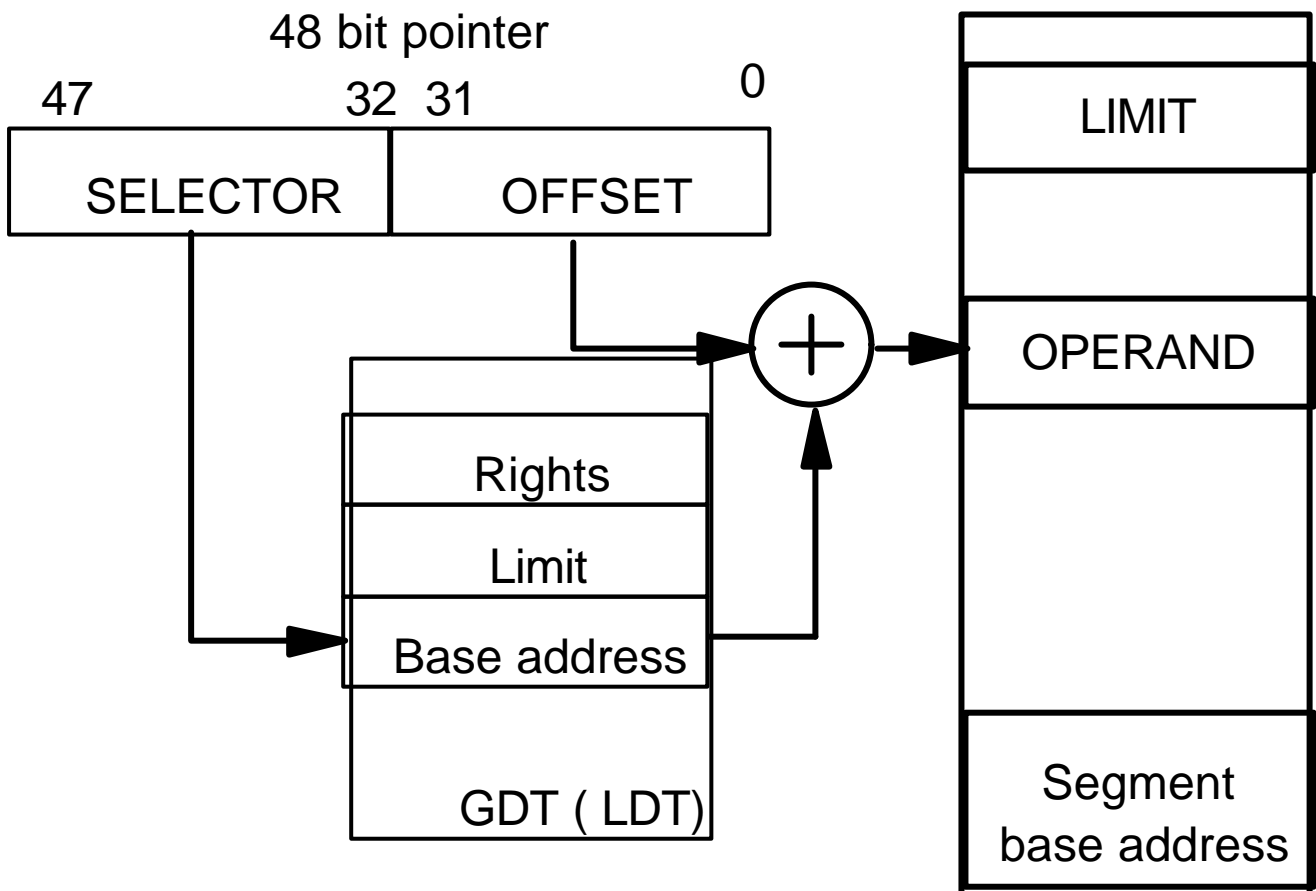 48 bit pointer
47 32 31 0
SELECTOR OFFSET
Rights
Limit
Base address
GDT ( LDT)
LIMIT
OPERAND
Segment
base address